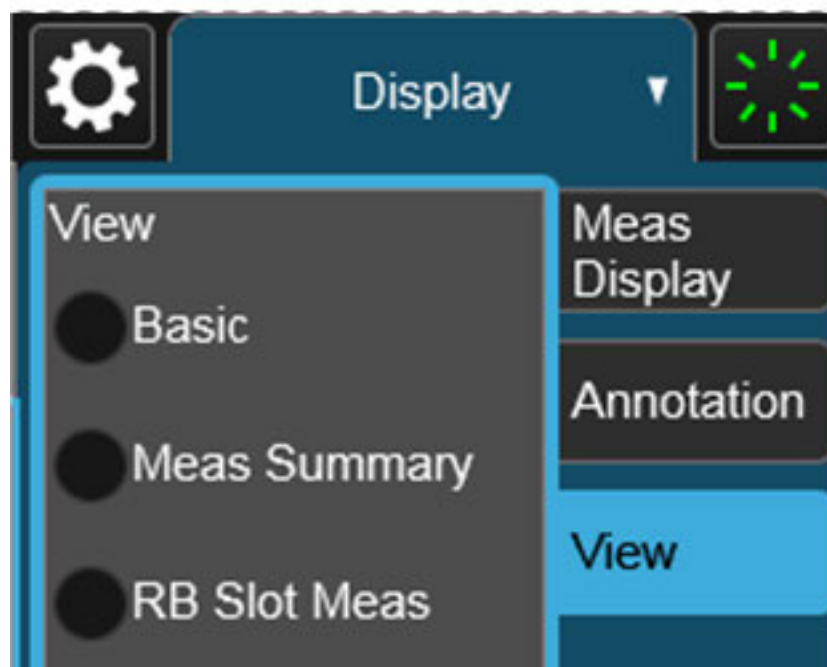 Display
View
Basic
Meas Summary
RB Slot Meas
Meas
Display
Annotation
View